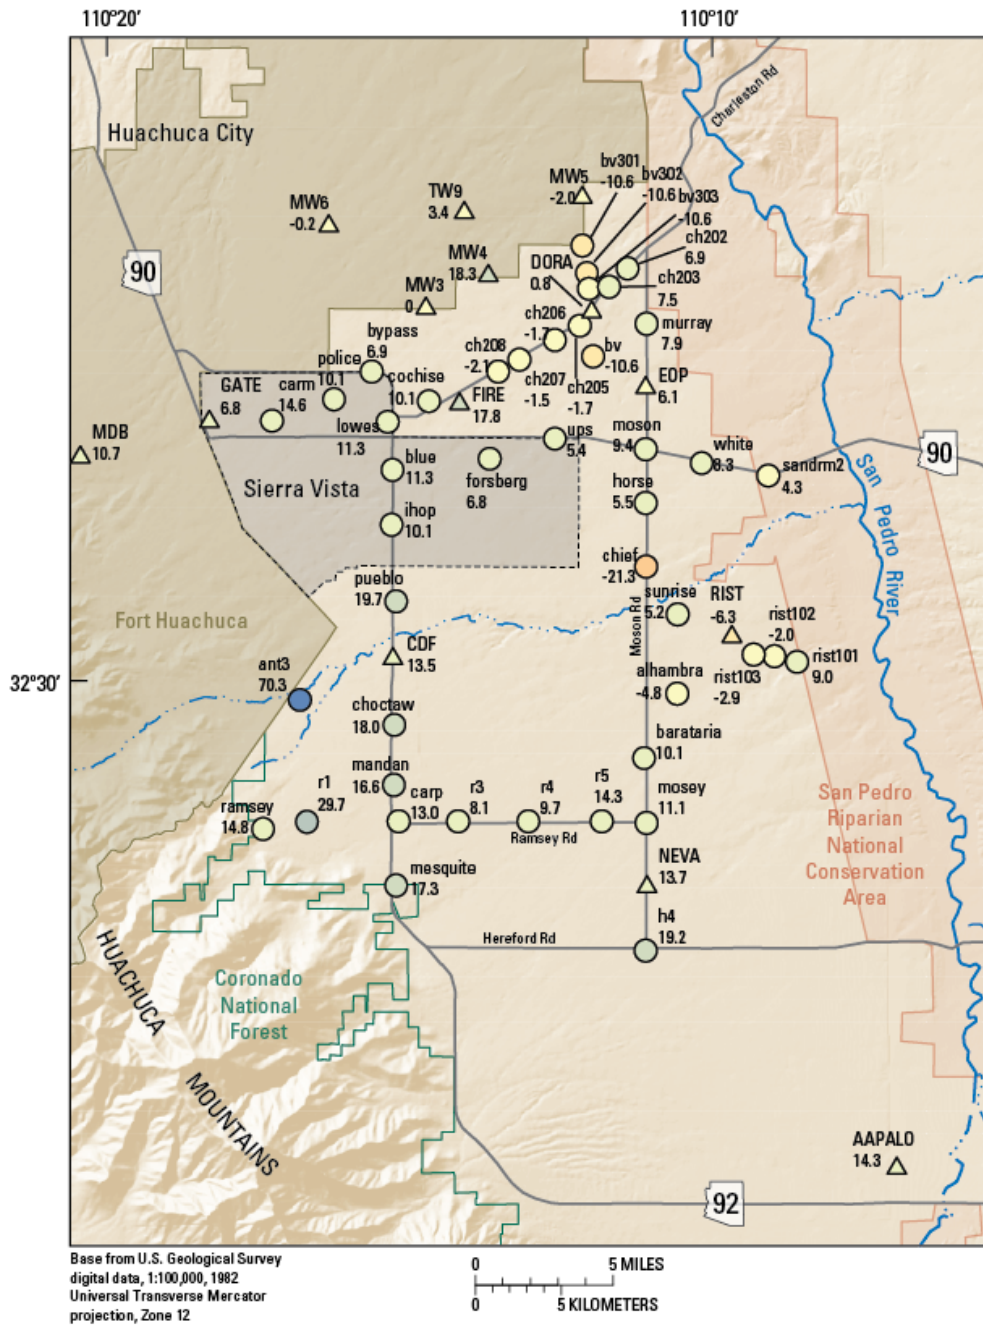 110°20'
110°10'
Charleston Rd
Huachuca City
bv301
-10.6
bv302
-10.6
bv303
-10.6
MW5
-2.0
TW9
3.4
MW6
-0.2
ch202
6.9
MW4
18.3
DORA
0.8
90
ch203
7.5
MW3
0
ch206
-1.7
murray
7.9
bypass
6.9
ch208
-2.1
bv
-10.6
police
10.1
cochise
10.1
ch207
-1.5
ch205
-1.7
EOP
6.1
GATE
6.8
carm
14.6
FIRE
17.8
lowes
11.3
ups
5.4
moson
9.4
white
8.3
90
MDB
10.7
blue
11.3
forsberg
6.8
sandrm2
4.3
San Pedro River
Sierra Vista
horse
5.5
ihop
10.1
chief
-21.3
pueblo
19.7
sunrise
5.2
RIST
-6.3
rist102
-2.0
Fort Huachuca
Moson Rd
CDF
13.5
rist101
9.0
ant3
70.3
alhambra
-4.8
rist103
-2.9
32°30'
choctaw
18.0
barataria
10.1
mandan
16.6
r1
29.7
carp
13.0
r3
8.1
r4
9.7
r5
14.3
mosey
11.1
San Pedro
Riparian
National
Conservation
Area
ramsey
14.8
Ramsey Rd
mesquite
17.3
NEVA
13.7
h4
19.2
Hereford Rd
HUACHUCA
MOUNTAINS
Coronado
National
Forest
AAPALO
14.3
92
Base from U.S. Geological Survey
digital data, 1:100,000, 1982
Universal Transverse Mercator
projection, Zone 12
0 5 MILES
0 5 KILOMETERS